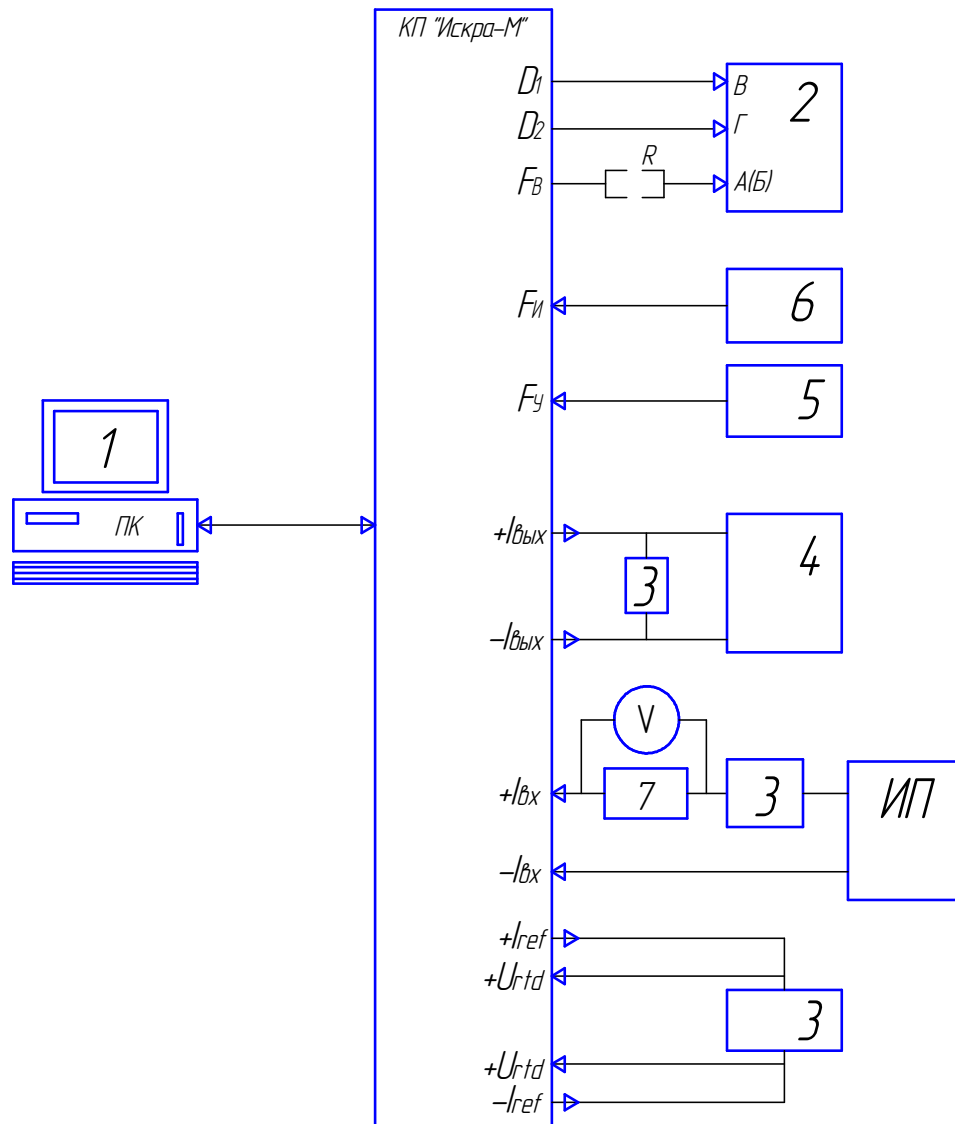 КП "Искра-М"
D1
В
2
D2
Г
R
FВ
А(Б)
FИ
6
FУ
5
1
ПК
+Iвых
3
4
-Iвых
V
+Iвх
7
3
ИП
-Iвх
+Iref
+Urtd
3
+Urtd
-Iref